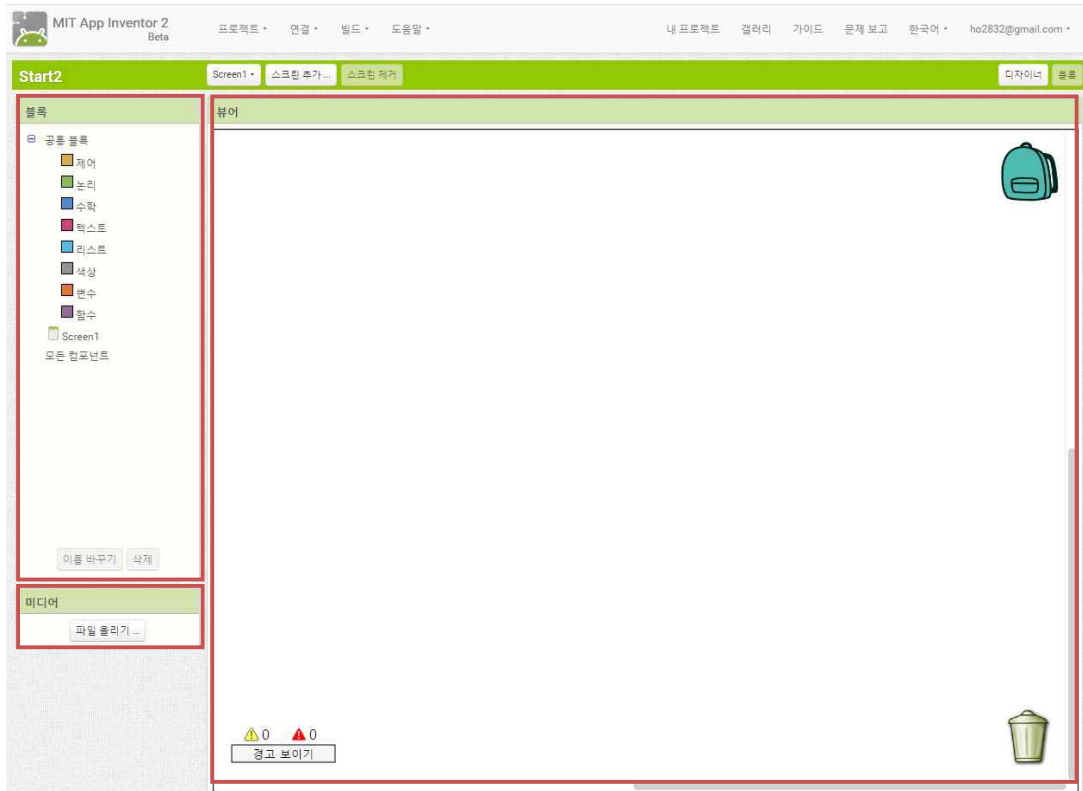 MIT App Inventor 2
Beta
프로젝트 연결 빌드 도움말 내 프로젝트 갤러리 가이드 문제 보고 한국어 ho2832@gmail.com
Start2 Screen1 스크린 추가 ... 스크린 제거 디자이너 블록
블록 뷰어
공통 블록
제어
논리
수학
텍스트
리스트
색상
변수
함수
Screen1
모든 컴포넌트
이름 바꾸기 삭제
미디어
파일 올리기 ...
0 0
경고 보이기